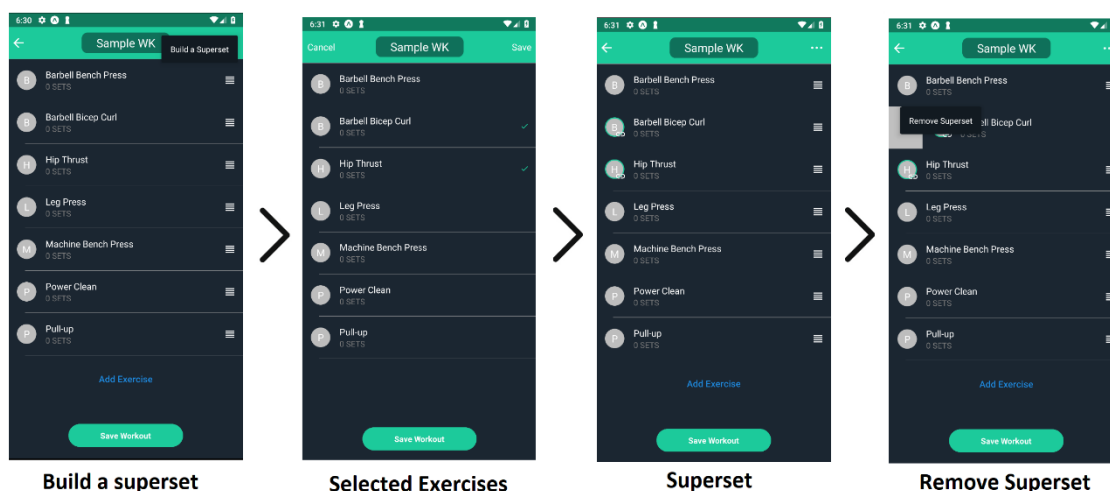 6:30
Sample WK
Build a Superset
B
Barbell Bench Press
0 SETS
B
Barbell Bicep Curl
0 SETS
H
Hip Thrust
0 SETS
L
Leg Press
0 SETS
M
Machine Bench Press
0 SETS
P
Power Clean
0 SETS
P
Pull-up
0 SETS
Add Exercise
Save Workout
Build a superset
6:31
Cancel
Sample WK
Save
B
Barbell Bench Press
0 SETS
B
Barbell Bicep Curl
0 SETS
H
Hip Thrust
0 SETS
L
Leg Press
0 SETS
M
Machine Bench Press
0 SETS
P
Power Clean
0 SETS
P
Pull-up
0 SETS
Save Workout
Selected Exercises
6:31
Sample WK
B
Barbell Bench Press
0 SETS
B
Barbell Bicep Curl
0 SETS
H
Hip Thrust
0 SETS
L
Leg Press
0 SETS
M
Machine Bench Press
0 SETS
P
Power Clean
0 SETS
P
Pull-up
0 SETS
Add Exercise
Save Workout
Superset
6:31
Sample WK
B
Barbell Bench Press
0 SETS
Remove Superset
ell Bicep Curl
0 SETS
H
Hip Thrust
0 SETS
L
Leg Press
0 SETS
M
Machine Bench Press
0 SETS
P
Power Clean
0 SETS
P
Pull-up
0 SETS
Add Exercise
Save Workout
Remove Superset